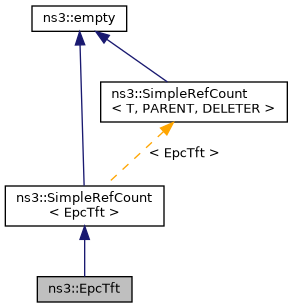 ns3::empty
ns3::SimpleRefCount
< T, PARENT, DELETER >
< EpcTft >
ns3::SimpleRefCount
< EpcTft >
ns3::EpcTft